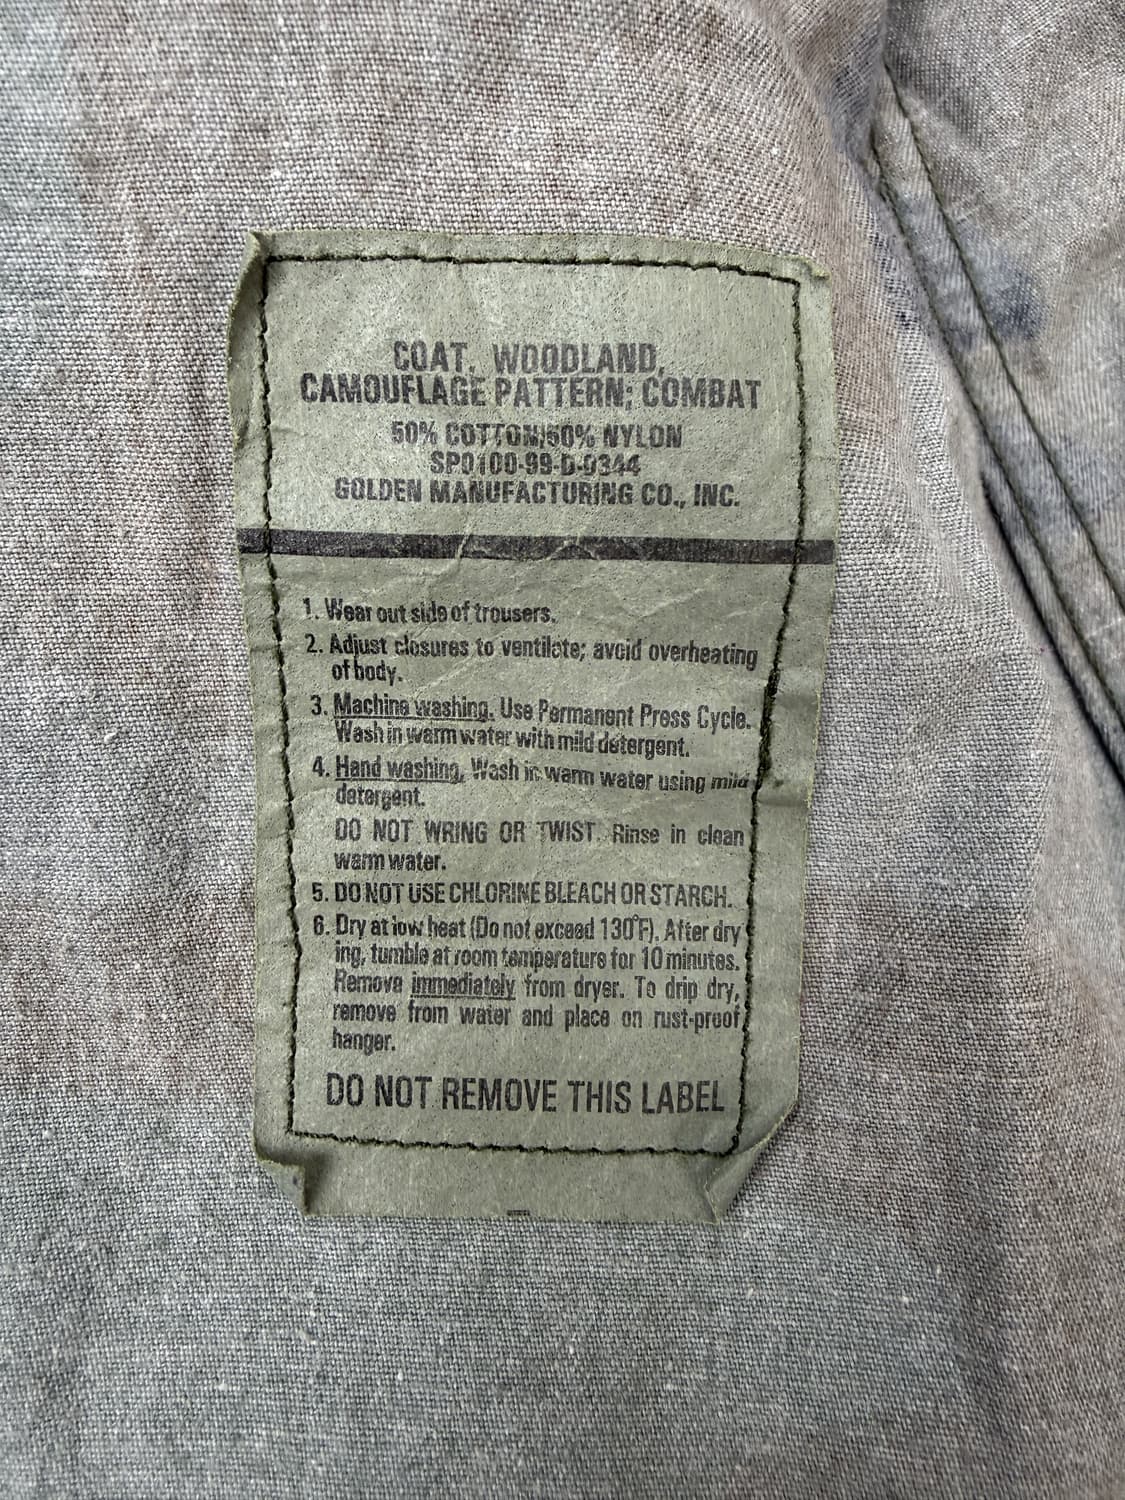 COAT, WOODLAND,
CAMOUFLAGE PATTERN; COMBAT
50% COTTON/50% NYLON
SP0100-99-D-0344
GOLDEN MANUFACTURING CO., INC.
1. Wear out side of trousers.
2. Adjust closures to ventilate; avoid overheating
of body.
3. Machine washing. Use Permanent Press Cycle.
Wash in warm water with mild detergent.
4. Hand washing. Wash in warm water using mild
detergent.
DO NOT WRING OR TWIST. Rinse in clean
warm water.
5. DO NOT USE CHLORINE BLEACH OR STARCH.
6. Dry at low heat (Do not exceed 130°F). After dry
ing, tumble at room temperature for 10 minutes.
Remove immediately from dryer. To drip dry,
remove from water and place on rust-proof
hanger.
DO NOT REMOVE THIS LABEL